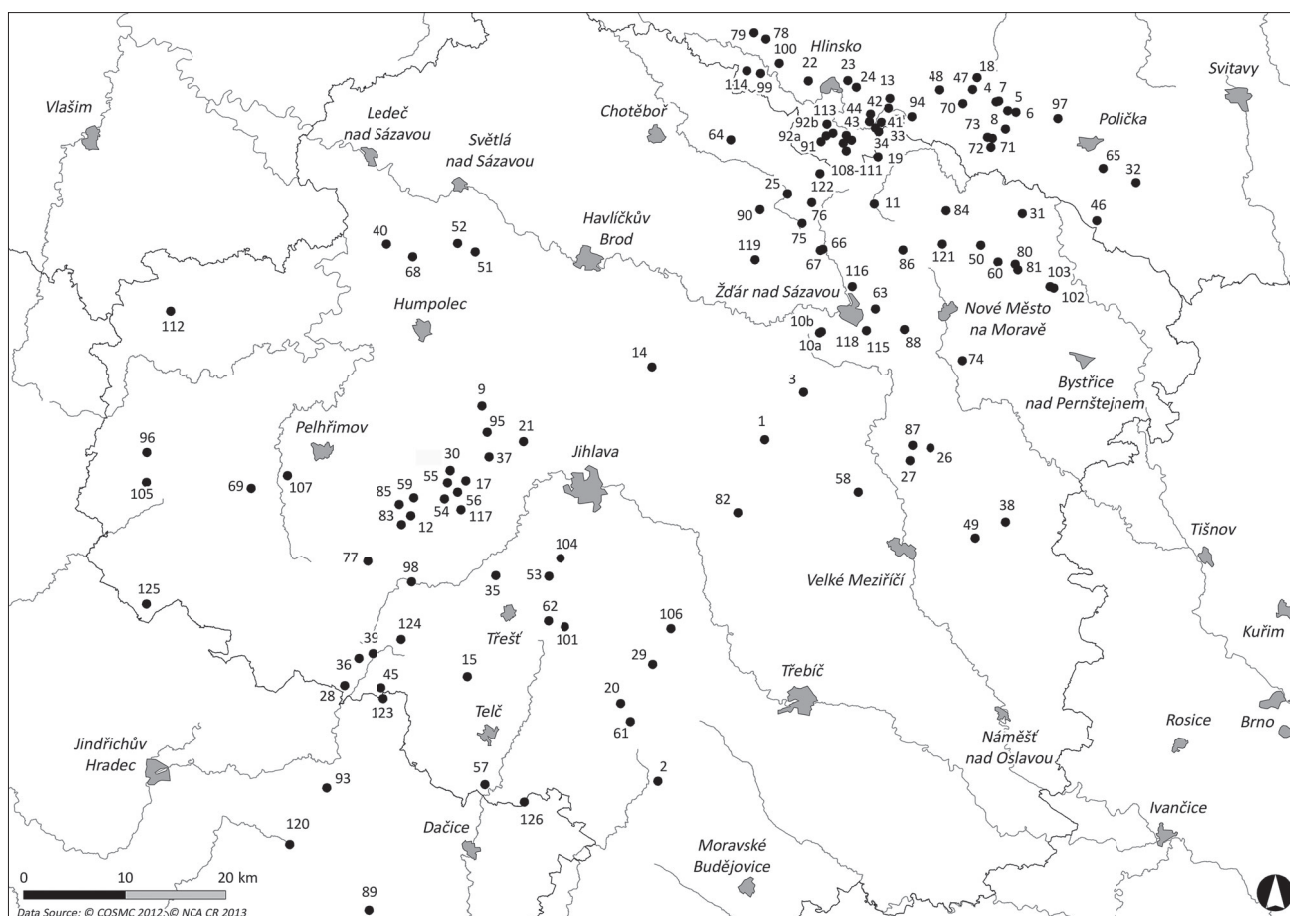 79
78
100
Hlinsko
114
99
22
23
24
13
48
47
18
4
7
5
6
97
Svitavy
Vlašim
Ledeč
nad Sázavou
Světlá
nad Sázavou
Chotěboř
64
113
92b
92a
91
44
42
43
41
33
34
19
94
70
8
73
72
71
Polička
65
32
108-111
122
25
90
76
75
11
84
31
46
40
68
52
51
Havlíčkův
Brod
119
66
67
86
121
50
60
80
81
103
102
112
Humpolec
116
Žďár nad Sázavou
63
10b
10a
118
115
88
Nové Město
na Moravě
14
74
Bystřice
nad Pernštejnem
3
9
95
21
1
96
Pelhřimov
30
37
Jihlava
87
26
27
105
69
107
85
59
55
17
56
54
117
83
12
58
82
38
49
Tišnov
77
98
35
104
53
Velké Meziříčí
125
Třešť
62
101
106
Kuřim
124
39
36
28
45
123
15
29
20
61
Třebíč
Telč
Náměšť
nad Oslavou
Rosice
Brno
Jindřichův
Hradec
93
57
2
126
120
Dačice
Moravské
Budějovice
Ivančice
0 10 20 km
89
Data Source: © COSMC 2012, © NCA CR 2013